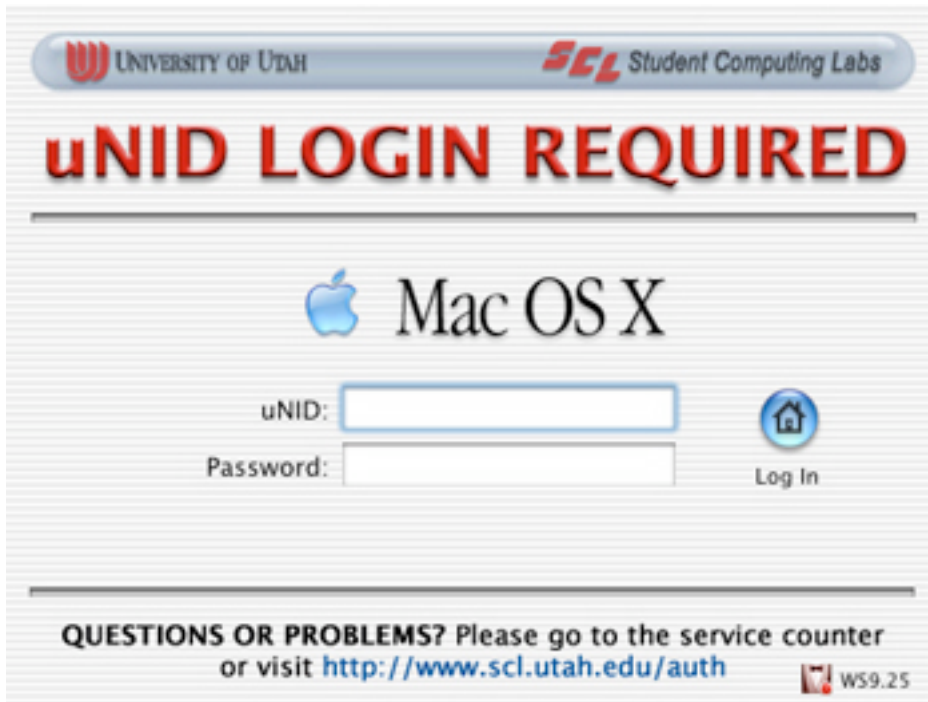 UNIVERSITY OF UTAH SCL Student Computing Labs
uNID LOGIN REQUIRED
Mac OS X
uNID:
Password:
Log In
QUESTIONS OR PROBLEMS? Please go to the service counter
or visit http://www.scl.utah.edu/auth
WS9.25